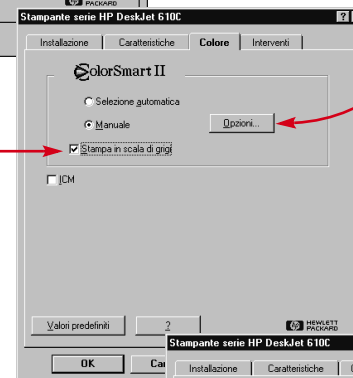 PACKARD
Stampante serie HP DeskJet 610C
Installazione Caratteristiche Colore Interventi
ColorSmart II
Selezione automatica
Manuale Opzioni...
Stampa in scala di grigi
ICM
Valori predefiniti ? HEWLETT
PACKARD
Stampante serie HP DeskJet 610C
OK Ca
Installazione Caratteristiche